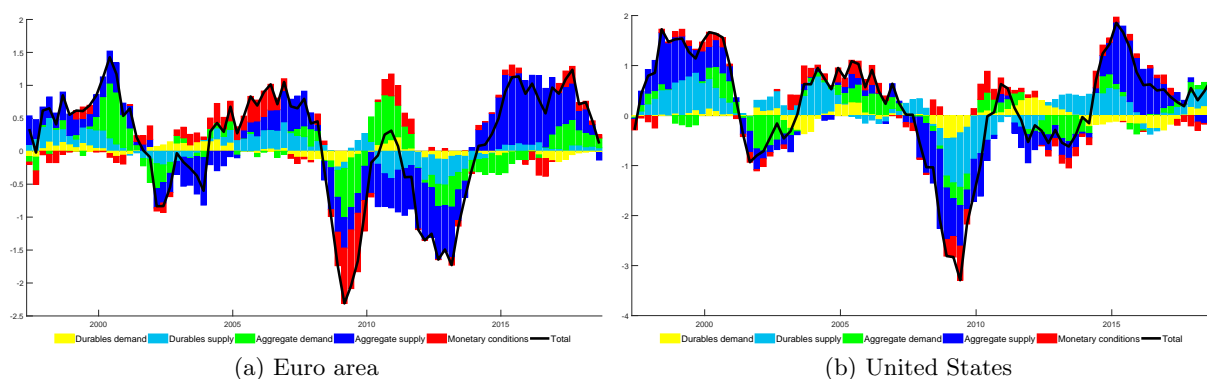 2
1.5
1
0.5
0
-0.5
-1
-1.5
-2
-2.5
2000 2005 2010 2015
Durables demand Durables supply Aggregate demand Aggregate supply Monetary conditions Total
(a) Euro area
2
1
0
-1
-2
-3
-4
2000 2005 2010 2015
Durables demand Durables supply Aggregate demand Aggregate supply Monetary conditions Total
(b) United States